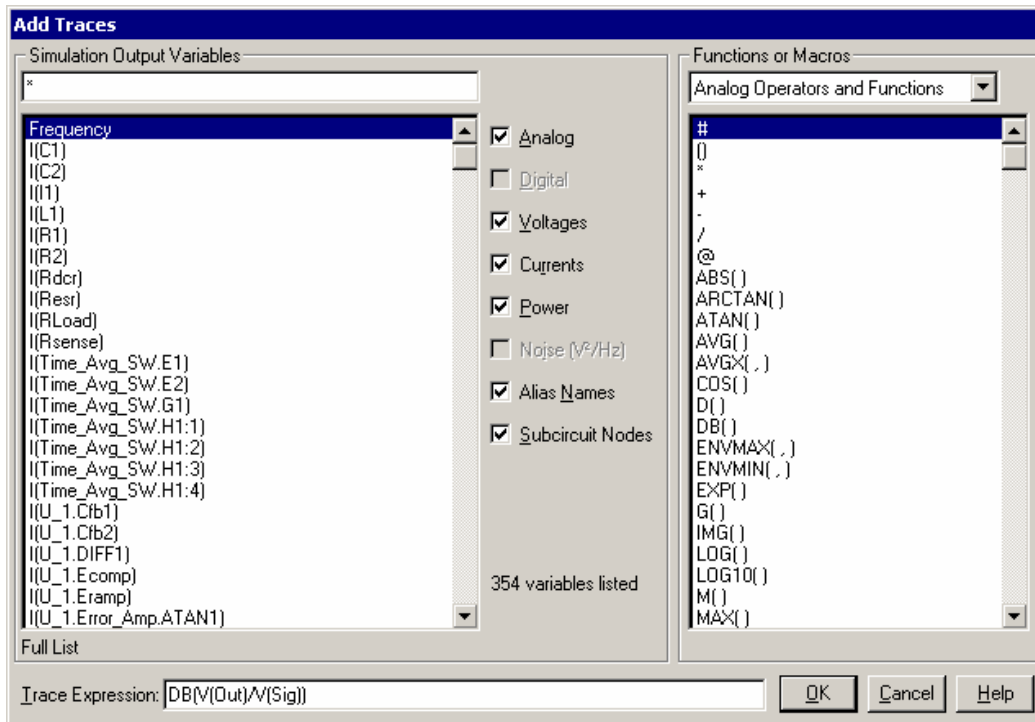 Add Traces
Simulation Output Variables
*
Frequency
I(C1)
I(C2)
I(I1)
I(L1)
I(R1)
I(R2)
I(Rdcr)
I(Resr)
I(RLoad)
I(Rsense)
I(Time_Avg_SW.E1)
I(Time_Avg_SW.E2)
I(Time_Avg_SW.G1)
I(Time_Avg_SW.H1:1)
I(Time_Avg_SW.H1:2)
I(Time_Avg_SW.H1:3)
I(Time_Avg_SW.H1:4)
I(U_1.Cfb1)
I(U_1.Cfb2)
I(U_1.DIFF1)
I(U_1.Ecomp)
I(U_1.Eramp)
I(U_1.Error_Amp.ATAN1)
Full List
Analog
Digital
Voltages
Currents
Power
Noise (V²/Hz)
Alias Names
Subcircuit Nodes
354 variables listed
Functions or Macros
Analog Operators and Functions
#
()
*
+
-
/
@
ABS( )
ARCTAN( )
ATAN( )
AVG( )
AVGX( , )
COS( )
D( )
DB( )
ENVMAX( , )
ENVMIN( , )
EXP( )
G( )
IMG( )
LOG( )
LOG10( )
M( )
MAX( )
Trace Expression: DB(V(Out)/V(Sig))
OK
Cancel
Help